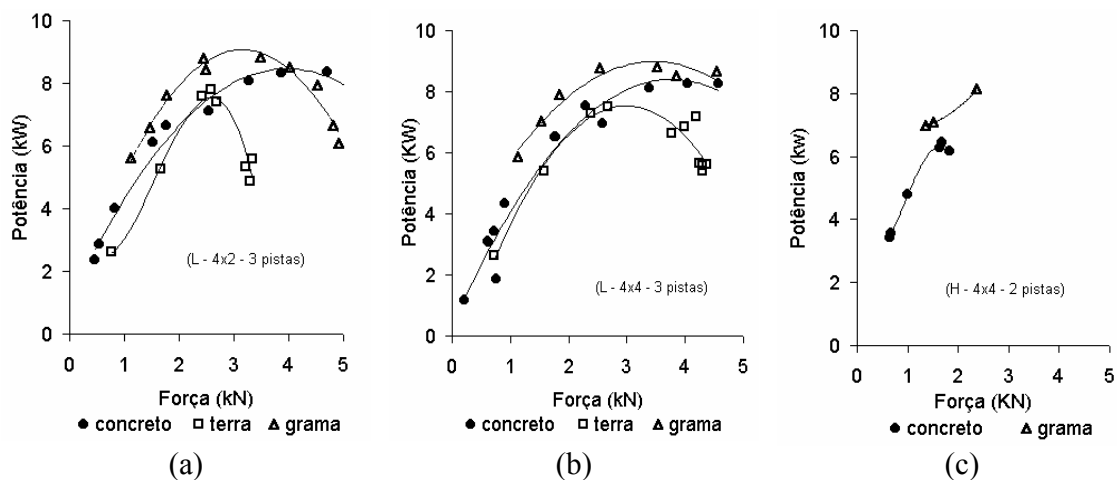 10
8
6
4
2
0
Potência (kW)
(L - 4x2 - 3 pistas)
0 1 2 3 4 5
Força (kN)
● concreto □ terra △ grama
(a)
10
8
6
4
2
0
Potência (KW)
(L - 4x4 - 3 pistas)
0 1 2 3 4 5
Força (kN)
● concreto □ terra △ grama
(b)
10
8
6
4
2
0
Potência (kw)
(H - 4x4 - 2 pistas)
0 1 2 3 4 5
Força (KN)
● concreto △ grama
(c)